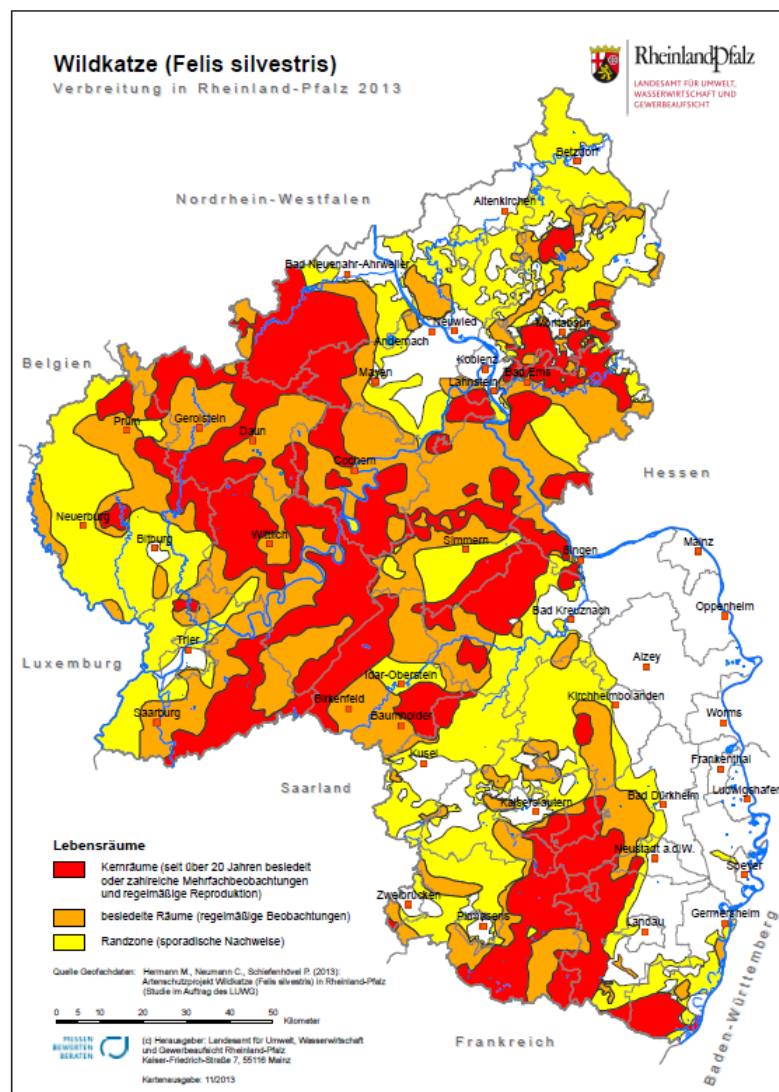 Wildkatze (Felis silvestris)
Verbreitung in Rheinland-Pfalz 2013
RheinlandPfalz
LANDESAMT FÜR UMWELT,
WASSERWIRTSCHAFT UND
GEWERBEAUFSICHT
Betzdorf
Nordrhein-Westfalen
Altenkirchen
Bad Neuenahr-Ahrweiler
Neuwied
Montabaur
Andernach
Belgien
Koblenz
Mayen
Bad Ems
Lahnstein
Gerolstein
Prüm
Daun
Cochem
Hessen
Neuerburg
Wittlich
Bitburg
Simmern
Mainz
Bingen
Bad Kreuznach
Oppenheim
Trier
Luxemburg
Alzey
Idar-Oberstein
Kirchheimbolanden
Birkenfeld
Saarburg
Baumholder
Worms
Kusel
Frankenthal
Saarland
Ludwigshafen
Kaiserslautern
Bad Dürkheim
Neustadt a.d.W.
Speyer
Zweibrücken
Pirmasens
Landau
Germersheim
Baden-Württemberg
Frankreich
Lebensräume
Kernräume (seit über 20 Jahren besiedelt
oder zahlreiche Mehrfachbeobachtungen
und regelmäßige Reproduktion)
besiedelte Räume (regelmäßige Beobachtungen)
Randzone (sporadische Nachweise)
Quelle Geofachdaten: Hermann M., Neumann C., Schiefenhövel P. (2013):
Artenschutzprojekt Wildkatze (Felis silvestris) in Rheinland-Pfalz
(Studie im Auftrag des LUWG)
0 5 10 20 30 40 50 Kilometer
MESSEN
BEWERTEN
BERATEN
(c) Herausgeber: Landesamt für Umwelt, Wasserwirtschaft
und Gewerbeaufsicht Rheinland-Pfalz
Kaiser-Friedrich-Straße 7, 55116 Mainz
Kartenausgabe: 11/2013